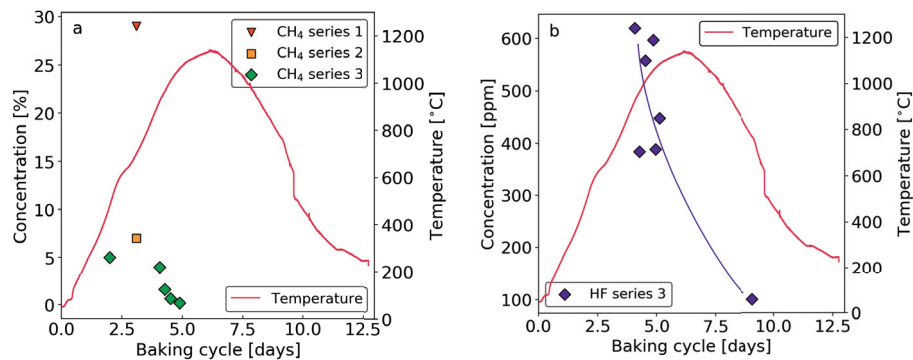 a
CH₄ series 1
CH₄ series 2
CH₄ series 3
Temperature
30
25
20
15
10
5
0
Concentration [%]
0.0 2.5 5.0 7.5 10.0 12.5
Baking cycle [days]
1200
1000
800
600
400
200
0
Temperature [°C]
b
Temperature
HF series 3
600
500
400
300
200
100
Concentration [ppm]
0.0 2.5 5.0 7.5 10.0 12.5
Baking cycle [days]
1200
1000
800
600
400
200
0
Temperature [°C]